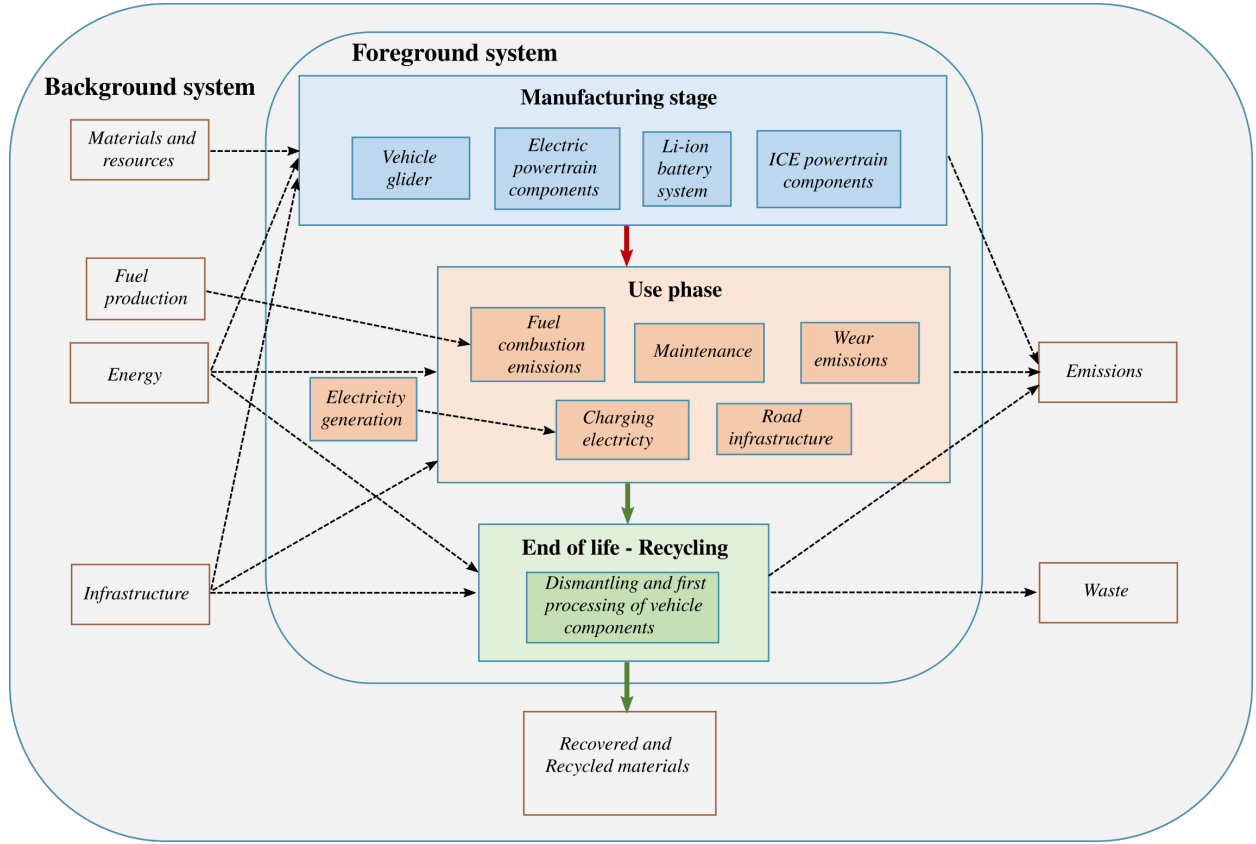 Foreground system
Background system
Manufacturing stage
Materials and
resources
Vehicle
glider
Electric
powertrain
components
Li-ion
battery
system
ICE powertrain
components
Fuel
production
Use phase
Fuel
combustion
emissions
Maintenance
Wear
emissions
Energy
Emissions
Electricity
generation
Charging
electricty
Road
infrastructure
End of life - Recycling
Dismantling and first
processing of vehicle
components
Infrastructure
Waste
Recovered and
Recycled materials